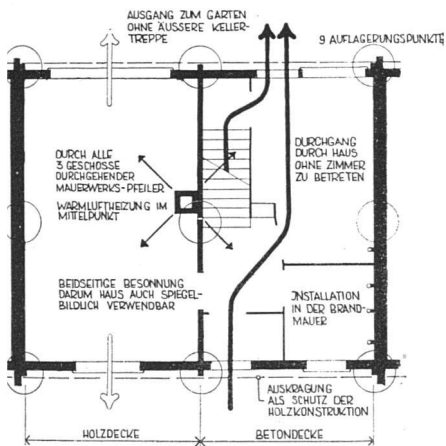 AUSGANG ZUM GARTEN
OHNE ÄUSSERE KELLER-
TREPPE
9 AUFLAGERUNGSPUNKTE
DURCH ALLE
3 GESCHOSSE
DURCHGEHENDER
MAUERWERKS-PFEILER
WARMLUFTHEIZUNG IM
MITTELPUNKT
DURCHGANG
DURCH HAUS
OHNE ZIMMER
ZU BETRETEN
BEIDSEITIGE BESONNUNG
DARUM HAUS AUCH SPIEGEL-
BILDLICH VERWENDBAR
INSTALLATION
IN DER BRAND-
MAUER
AUSKRAGUNG
ALS SCHUTZ DER
HOLZKONSTRUKTION
HOLZDECKE
BETONDECKE